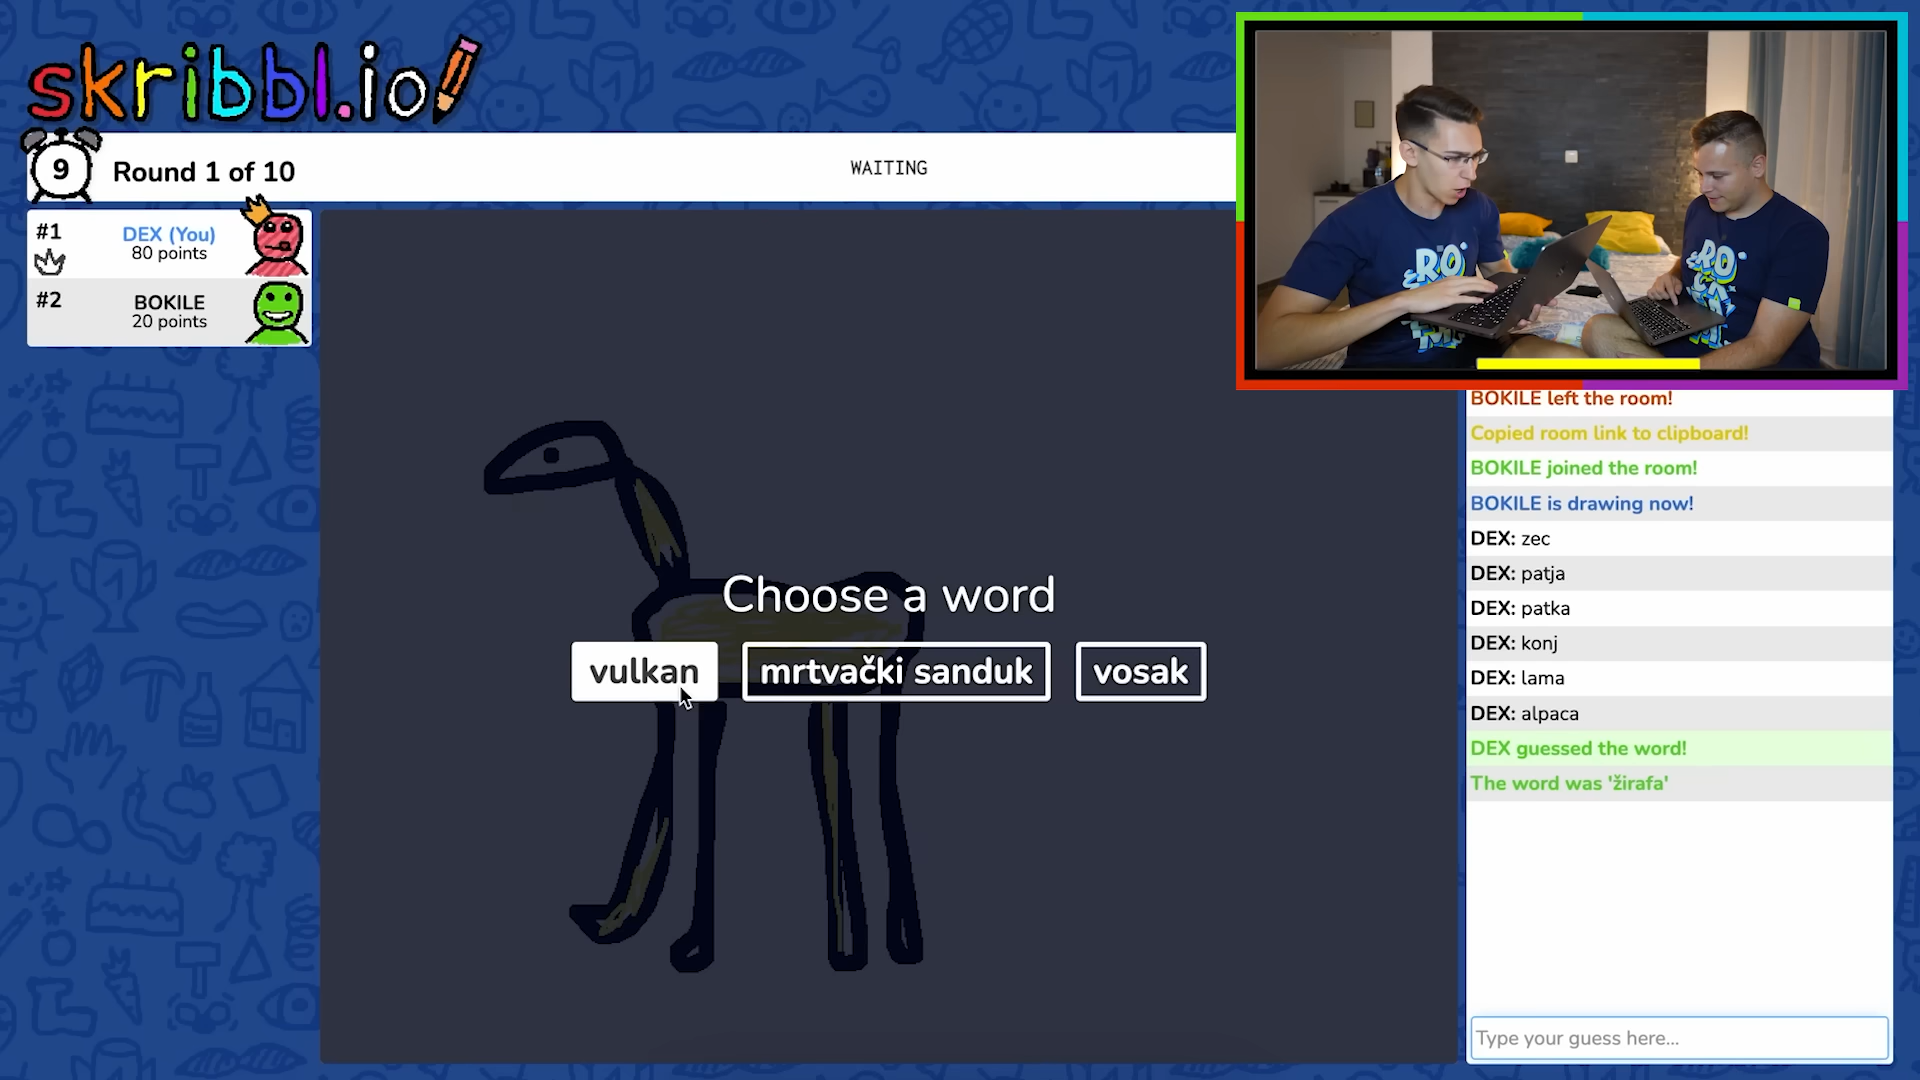 skribbl.io
9
Round 1 of 10
WAITING
#1
DEX (You)
80 points
#2
BOKILE
20 points
Choose a word
vulkan
mrtvački sanduk
vosak
BOKILE left the room!
Copied room link to clipboard!
BOKILE joined the room!
BOKILE is drawing now!
DEX: zec
DEX: patja
DEX: patka
DEX: konj
DEX: lama
DEX: alpaca
DEX guessed the word!
The word was 'žirafa'
Type your guess here...